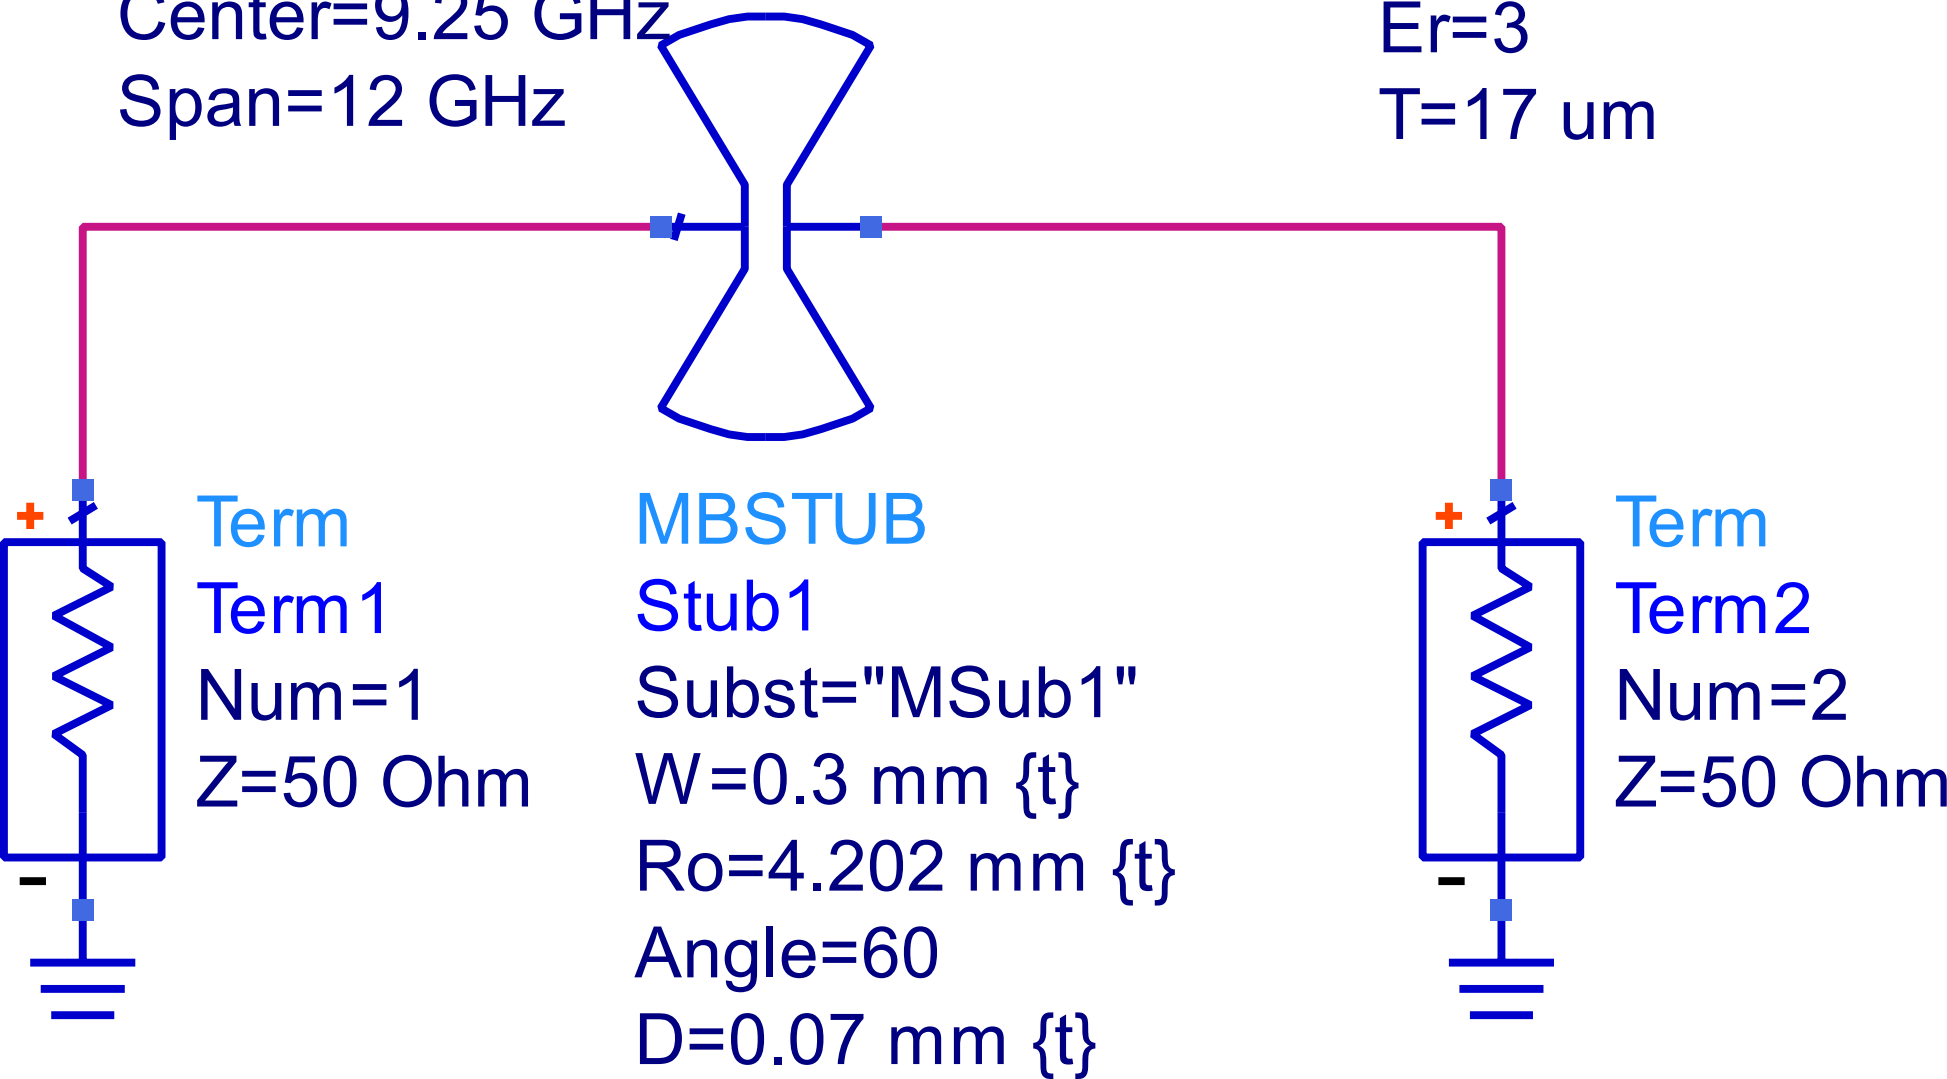 Center=9.25 GHz
Span=12 GHz
Er=3
T=17 um
+
Term
Term1
Num=1
Z=50 Ohm
-
MBSTUB
Stub1
Subst="MSub1"
W=0.3 mm {t}
Ro=4.202 mm {t}
Angle=60
D=0.07 mm {t}
+
Term
Term2
Num=2
Z=50 Ohm
-